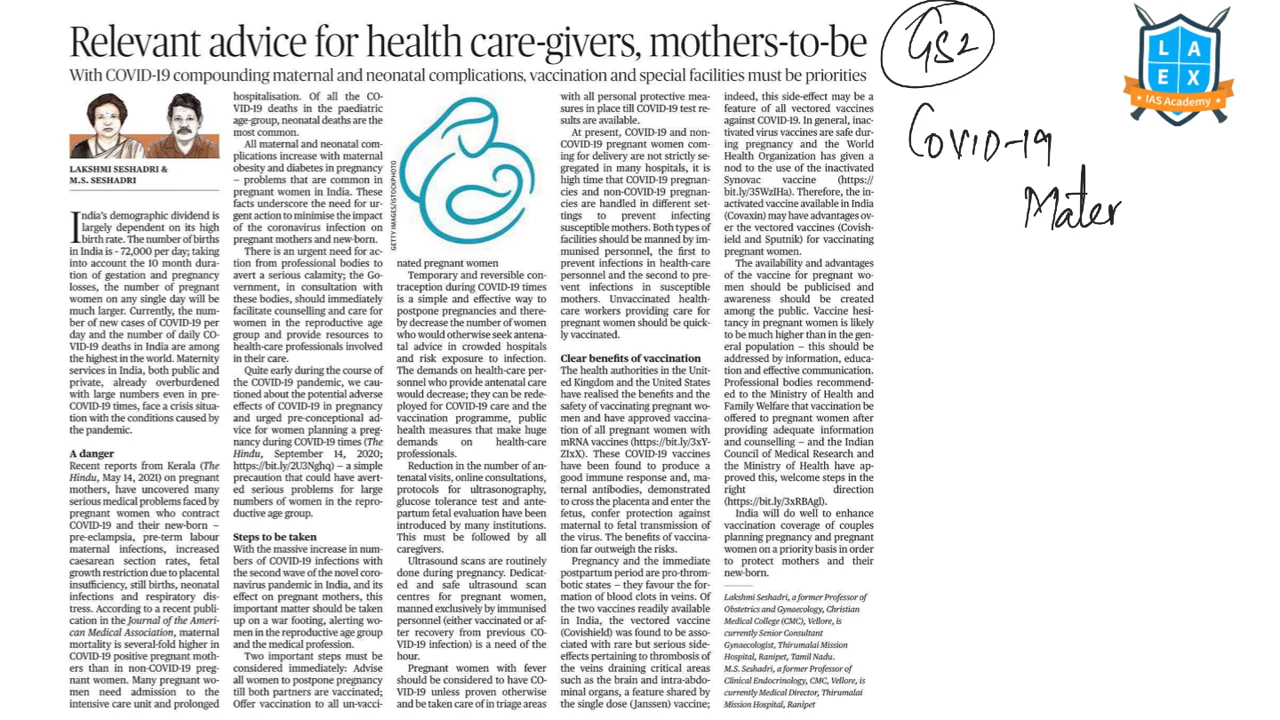 Relevant advice for health care-givers, mothers-to-be
With COVID-19 compounding maternal and neonatal complications, vaccination and special facilities must be priorities
LAKSHMI SESHADRI &
M.S. SESHADRI
India's demographic dividend is
largely dependent on its high
birth rate. The number of births
in India is ~ 72,000 per day; taking
into account the 10 month dura-
tion of gestation and pregnancy
losses, the number of pregnant
women on any single day will be
much larger. Currently, the num-
ber of new cases of COVID-19 per
day and the number of daily CO-
VID-19 deaths in India are among
the highest in the world. Maternity
services in India, both public and
private, already overburdened
with large numbers even in pre-
COVID-19 times, face a crisis situa-
tion with the conditions caused by
the pandemic.
A danger
Recent reports from Kerala (The
Hindu, May 14, 2021) on pregnant
mothers, have uncovered many
serious medical problems faced by
pregnant women who contract
COVID-19 and their new-born –
pre-eclampsia, pre-term labour
maternal infections, increased
caesarean section rates, fetal
growth restriction due to placental
insufficiency, still births, neonatal
infections and respiratory dis-
tress. According to a recent publi-
cation in the Journal of the Ameri-
can Medical Association, maternal
mortality is several-fold higher in
COVID-19 positive pregnant moth-
ers than in non-COVID-19 preg-
nant women. Many pregnant wo-
men need admission to the
intensive care unit and prolonged
hospitalisation. Of all the CO-
VID-19 deaths in the paediatric
age-group, neonatal deaths are the
most common.
All maternal and neonatal com-
plications increase with maternal
obesity and diabetes in pregnancy
– problems that are common in
pregnant women in India. These
facts underscore the need for ur-
gent action to minimise the impact
of the coronavirus infection on
pregnant mothers and new-born.
There is an urgent need for ac-
tion from professional bodies to
avert a serious calamity; the Go-
vernment, in consultation with
these bodies, should immediately
facilitate counselling and care for
women in the reproductive age
group and provide resources to
health-care professionals involved
in their care.
Quite early during the course of
the COVID-19 pandemic, we cau-
tioned about the potential adverse
effects of COVID-19 in pregnancy
and urged pre-conceptional ad-
vice for women planning a preg-
nancy during COVID-19 times (The
Hindu, September 14, 2020;
https://bit.ly/2U3Nghq) – a simple
precaution that could have avert-
ed serious problems for large
numbers of women in the repro-
ductive age group.
Steps to be taken
With the massive increase in num-
bers of COVID-19 infections with
the second wave of the novel coro-
navirus pandemic in India, and its
effect on pregnant mothers, this
important matter should be taken
up on a war footing, alerting wo-
men in the reproductive age group
and the medical profession.
Two important steps must be
considered immediately: Advise
all women to postpone pregnancy
till both partners are vaccinated;
Offer vaccination to all un-vacci-
GETTY IMAGES/ISTOCKPHOTO
nated pregnant women
Temporary and reversible con-
traception during COVID-19 times
is a simple and effective way to
postpone pregnancies and there-
by decrease the number of women
who would otherwise seek antena-
tal advice in crowded hospitals
and risk exposure to infection.
The demands on health-care per-
sonnel who provide antenatal care
would decrease; they can be rede-
ployed for COVID-19 care and the
vaccination programme, public
health measures that make huge
demands on health-care
professionals.
Reduction in the number of an-
tenatal visits, online consultations,
protocols for ultrasonography,
glucose tolerance test and ante-
partum fetal evaluation have been
introduced by many institutions.
This must be followed by all
caregivers.
Ultrasound scans are routinely
done during pregnancy. Dedicat-
ed and safe ultrasound scan
centres for pregnant women,
manned exclusively by immunised
personnel (either vaccinated or af-
ter recovery from previous CO-
VID-19 infection) is a need of the
hour.
Pregnant women with fever
should be considered to have CO-
VID-19 unless proven otherwise
and be taken care of in triage areas
with all personal protective mea-
sures in place till COVID-19 test re-
sults are available.
At present, COVID-19 and non-
COVID-19 pregnant women com-
ing for delivery are not strictly se-
gregated in many hospitals, it is
high time that COVID-19 pregnan-
cies and non-COVID-19 pregnan-
cies are handled in different set-
tings to prevent infecting
susceptible mothers. Both types of
facilities should be manned by im-
munised personnel, the first to
prevent infections in health-care
personnel and the second to pre-
vent infections in susceptible
mothers. Unvaccinated health-
care workers providing care for
pregnant women should be quick-
ly vaccinated.
Clear benefits of vaccination
The health authorities in the Unit-
ed Kingdom and the United States
have realised the benefits and the
safety of vaccinating pregnant wo-
men and have approved vaccina-
tion of all pregnant women with
mRNA vaccines (https://bit.ly/3xY-
ZIxX). These COVID-19 vaccines
have been found to produce a
good immune response and, ma-
ternal antibodies, demonstrated
to cross the placenta and enter the
fetus, confer protection against
maternal to fetal transmission of
the virus. The benefits of vaccina-
tion far outweigh the risks.
Pregnancy and the immediate
postpartum period are pro-throm-
botic states – they favour the for-
mation of blood clots in veins. Of
the two vaccines readily available
in India, the vectored vaccine
(Covishield) was found to be asso-
ciated with rare but serious side-
effects pertaining to thrombosis of
the veins draining critical areas
such as the brain and intra-abdo-
minal organs, a feature shared by
the single dose (Janssen) vaccine;
indeed, this side-effect may be a
feature of all vectored vaccines
against COVID-19. In general, inac-
tivated virus vaccines are safe dur-
ing pregnancy and the World
Health Organization has given a
nod to the use of the inactivated
Synovac vaccine (https://
bit.ly/35WzIHa). Therefore, the in-
activated vaccine available in India
(Covaxin) may have advantages ov-
er the vectored vaccines (Covish-
ield and Sputnik) for vaccinating
pregnant women.
The availability and advantages
of the vaccine for pregnant wo-
men should be publicised and
awareness should be created
among the public. Vaccine hesi-
tancy in pregnant women is likely
to be much higher than in the gen-
eral population – this should be
addressed by information, educa-
tion and effective communication.
Professional bodies recommend-
ed to the Ministry of Health and
Family Welfare that vaccination be
offered to pregnant women after
providing adequate information
and counselling – and the Indian
Council of Medical Research and
the Ministry of Health have ap-
proved this, welcome steps in the
right direction
(https://bit.ly/3xRBAgl).
India will do well to enhance
vaccination coverage of couples
planning pregnancy and pregnant
women on a priority basis in order
to protect mothers and their
new-born.
Lakshmi Seshadri, a former Professor of
Obstetrics and Gynaecology, Christian
Medical College (CMC), Vellore, is
currently Senior Consultant
Gynaecologist, Thirumalai Mission
Hospital, Ranipet, Tamil Nadu.
M.S. Seshadri, a former Professor of
Clinical Endocrinology, CMC, Vellore, is
currently Medical Director, Thirumalai
Mission Hospital, Ranipet
GS2
COVID-19
Mater
L A
E X
IAS Academy